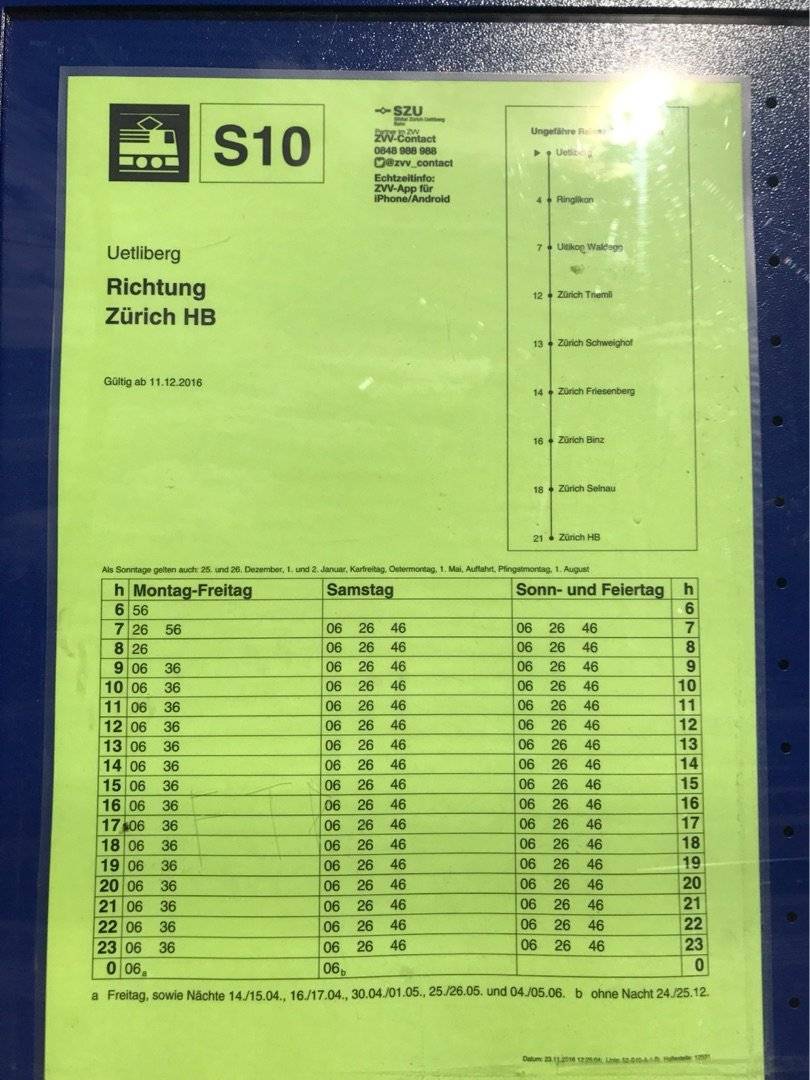 S10
SZU
Partner im ZVV
ZVV-Contact
0848 988 988
@zvv_contact
Echtzeitinfo:
ZVV-App für
iPhone/Android
Uetliberg
Richtung
Zürich HB
Gültig ab 11.12.2016
Ungefähre
Uetliberg
4 Ringlikon
7 Uitikon Waldegg
12 Zürich Triemli
13 Zürich Schweighof
14 Zürich Friesenberg
16 Zürich Binz
18 Zürich Selnau
21 Zürich HB
Als Sonntage gelten auch: 25. und 26. Dezember, 1. und 2. Januar, Karfreitag, Ostermontag, 1. Mai, Auffahrt, Pfingstmontag, 1. August
h Montag-Freitag Samstag Sonn- und Feiertag h
6 56 6
7 26 56 06 26 46 06 26 46 7
8 26 06 26 46 06 26 46 8
9 06 36 06 26 46 06 26 46 9
10 06 36 06 26 46 06 26 46 10
11 06 36 06 26 46 06 26 46 11
12 06 36 06 26 46 06 26 46 12
13 06 36 06 26 46 06 26 46 13
14 06 36 06 26 46 06 26 46 14
15 06 36 06 26 46 06 26 46 15
16 06 36 06 26 46 06 26 46 16
17 06 36 06 26 46 06 26 46 17
18 06 36 06 26 46 06 26 46 18
19 06 36 06 26 46 06 26 46 19
20 06 36 06 26 46 06 26 46 20
21 06 36 06 26 46 06 26 46 21
22 06 36 06 26 46 06 26 46 22
23 06 36 06 26 46 06 26 46 23
0 06a 06b 0
a Freitag, sowie Nächte 14./15.04., 16./17.04., 30.04./01.05., 25./26.05. und 04./05.06. b ohne Nacht 24./25.12.
Datum: 23.11.2016